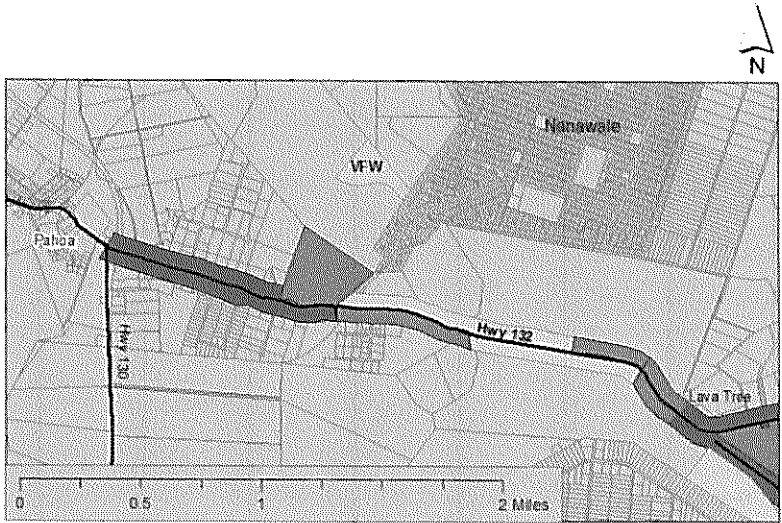 N
Nanawale
VFW
Pahoa
Hwy 132
Hwy 130
Lava Tree
0 0.5 1 2 Miles